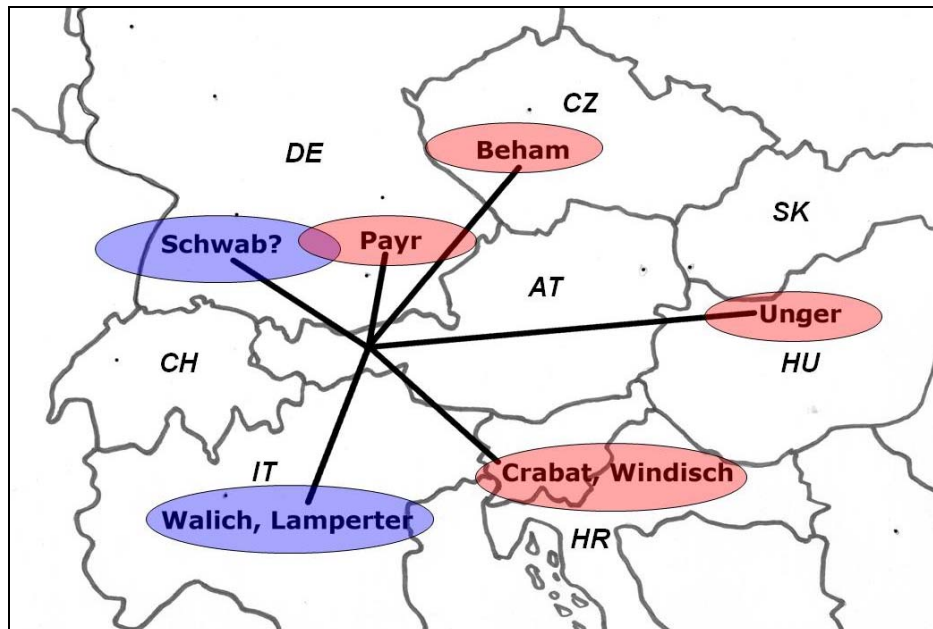 CZ
Beham
DE
SK
Schwab?
Payr
AT
Unger
CH
HU
IT
Crabat, Windisch
Walich, Lamperter
HR